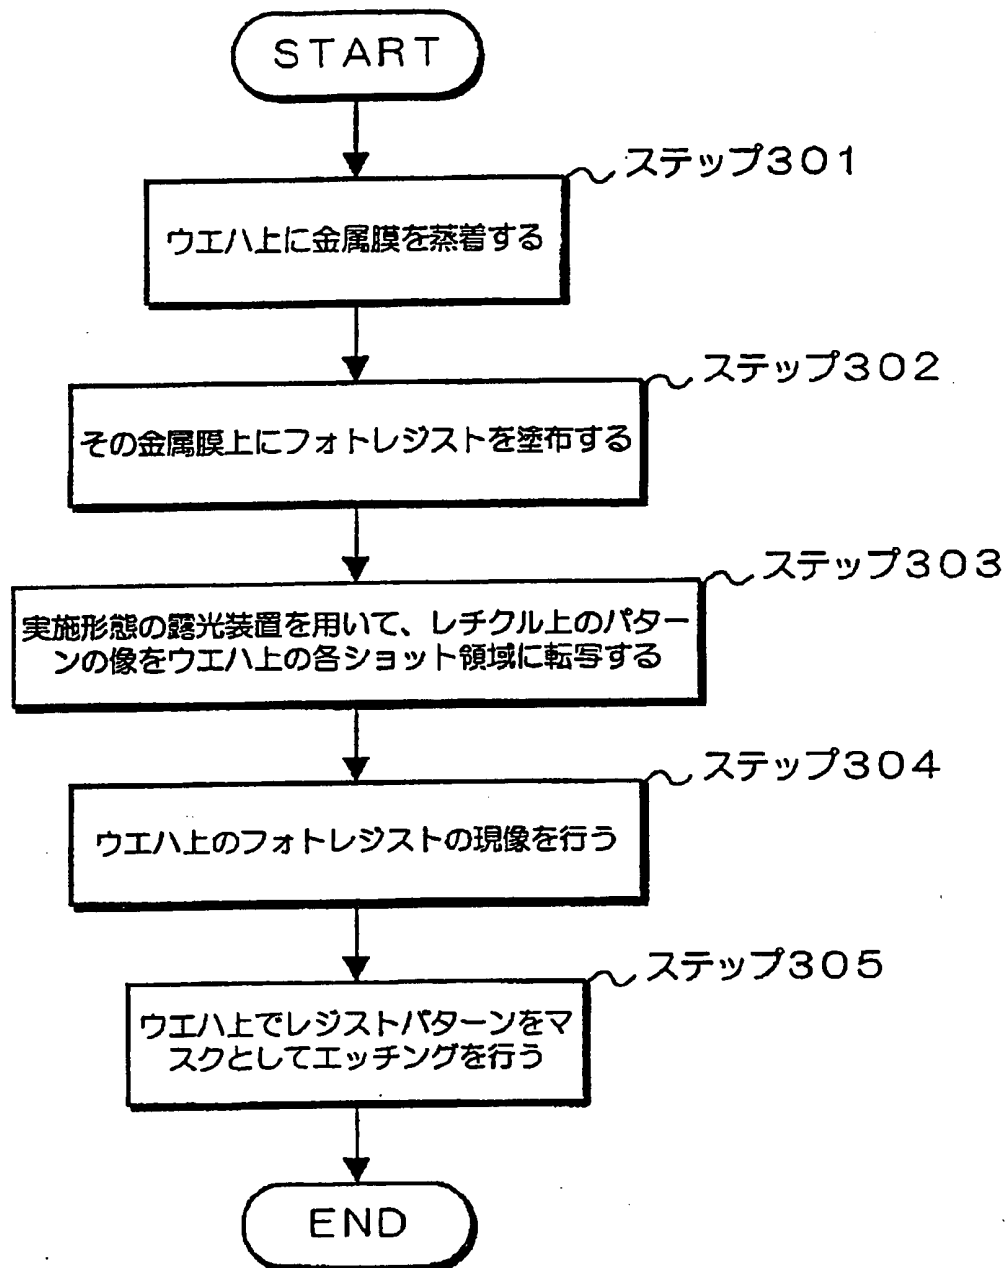 START
ステップ301
ウエハ上に金属膜を蒸着する
ステップ302
その金属膜上にフォトレジストを塗布する
ステップ303
実施形態の露光装置を用いて、レチクル上のパター
ンの像をウエハ上の各ショット領域に転写する
ステップ304
ウエハ上のフォトレジストの現像を行う
ステップ305
ウエハ上でレジストパターンをマ
スクとしてエッチングを行う
END